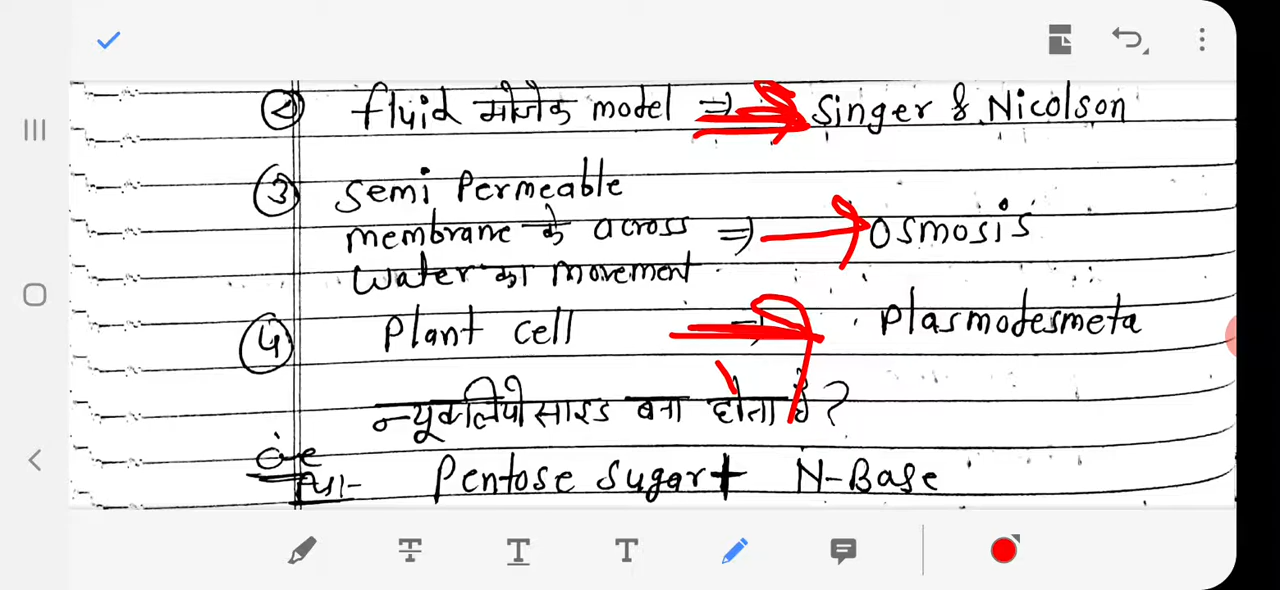 ② fluid मोजेक model ⇒ Singer & Nicolson
③ Semi Permeable
membrane के across ⇒ Osmosis
Water का movement
④ Plant cell → Plasmodesmeta
न्यूक्लियोसाइड बना होता है?
Pentose Sugar + N-Base